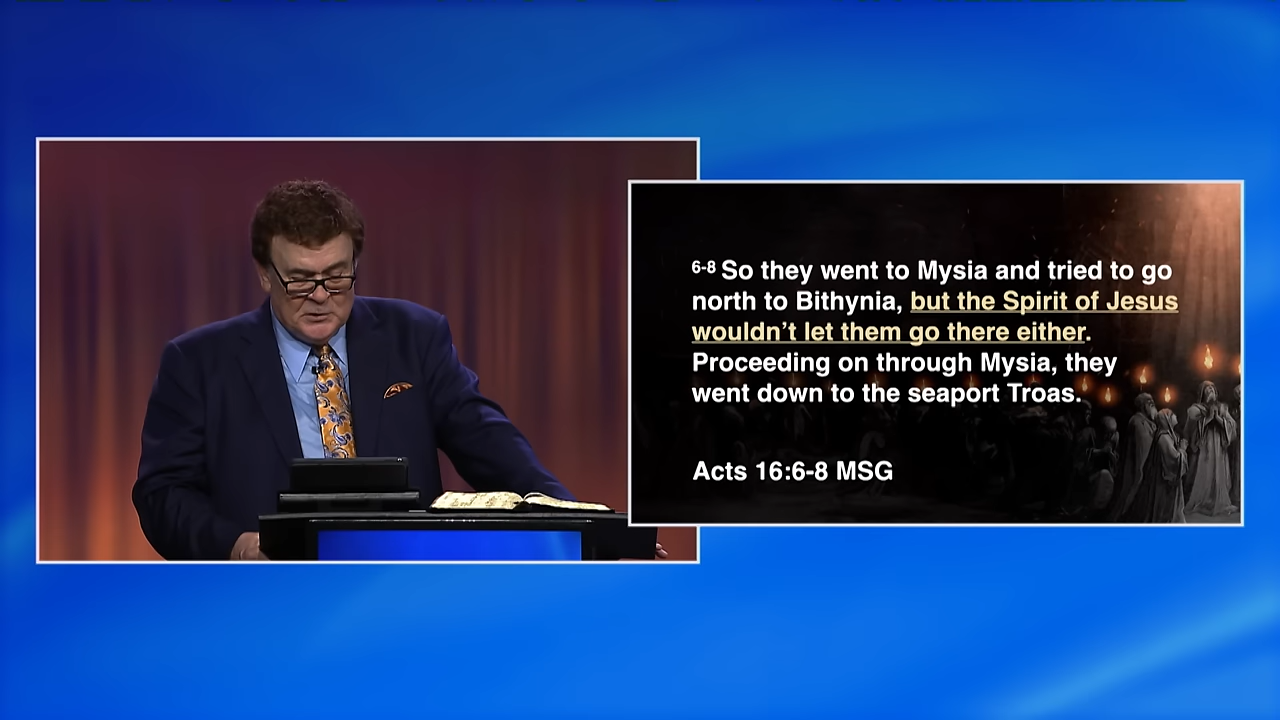 6-8 So they went to Mysia and tried to go
north to Bithynia, but the Spirit of Jesus
wouldn’t let them go there either.
Proceeding on through Mysia, they
went down to the seaport Troas.
Acts 16:6-8 MSG